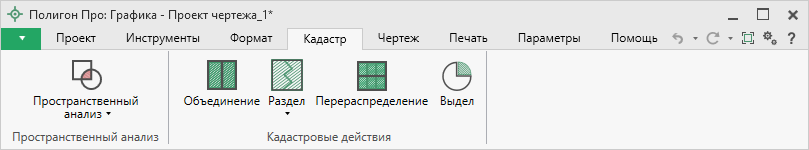 Полигон Про: Графика - Проект чертежа_1*
Проект Инструменты Формат Кадастр Чертеж Печать Параметры Помощь ?
Пространственный анализ
Объединение Раздел Перераспределение Выдел
Пространственный анализ Кадастровые действия